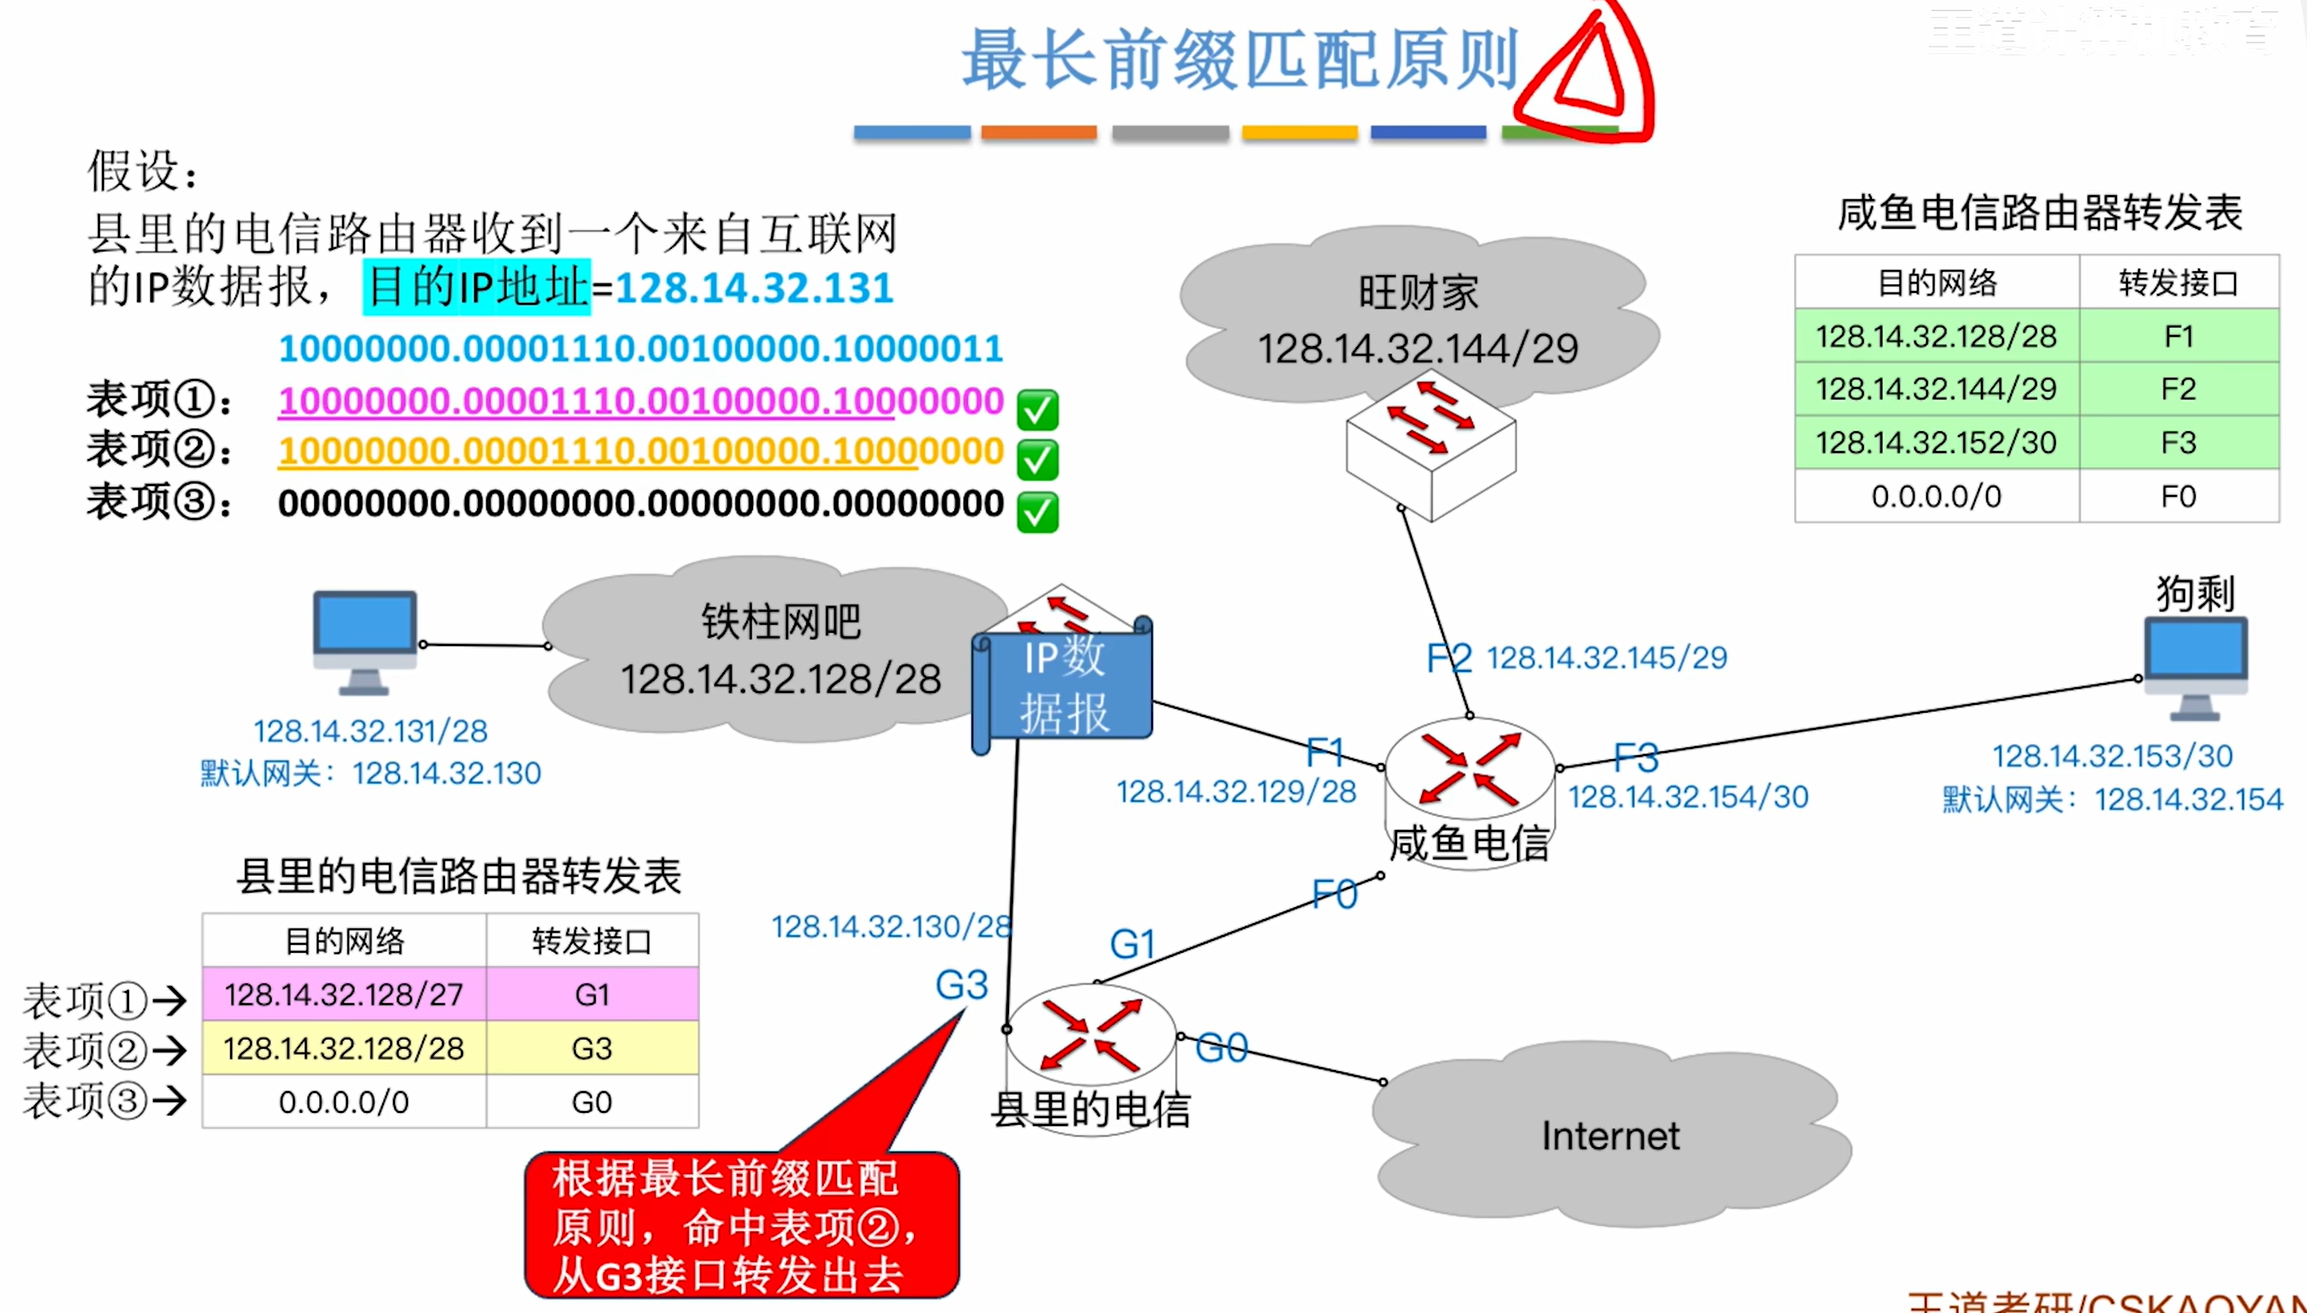 最长前缀匹配原则
王道计算机教育
假设：
县里的电信路由器收到一个来自互联网
的IP数据报，目的IP地址=128.14.32.131
10000000.00001110.00100000.10000011
表项①： 10000000.00001110.00100000.10000000
表项②： 10000000.00001110.00100000.10000000
表项③： 00000000.00000000.00000000.00000000
咸鱼电信路由器转发表
目的网络 转发接口
128.14.32.128/28 F1
128.14.32.144/29 F2
128.14.32.152/30 F3
0.0.0.0/0 F0
旺财家
128.14.32.144/29
铁柱网吧
128.14.32.128/28
IP数
据报
128.14.32.131/28
默认网关：128.14.32.130
F2 128.14.32.145/29
F1
128.14.32.129/28
F3
128.14.32.154/30
狗剩
128.14.32.153/30
默认网关：128.14.32.154
咸鱼电信
F0
县里的电信路由器转发表
目的网络 转发接口
表项①→ 128.14.32.128/27 G1
表项②→ 128.14.32.128/28 G3
表项③→ 0.0.0.0/0 G0
128.14.32.130/28
G1
G3
G0
县里的电信
Internet
根据最长前缀匹配
原则，命中表项②，
从G3接口转发出去
王道考研/CSKAOYAN